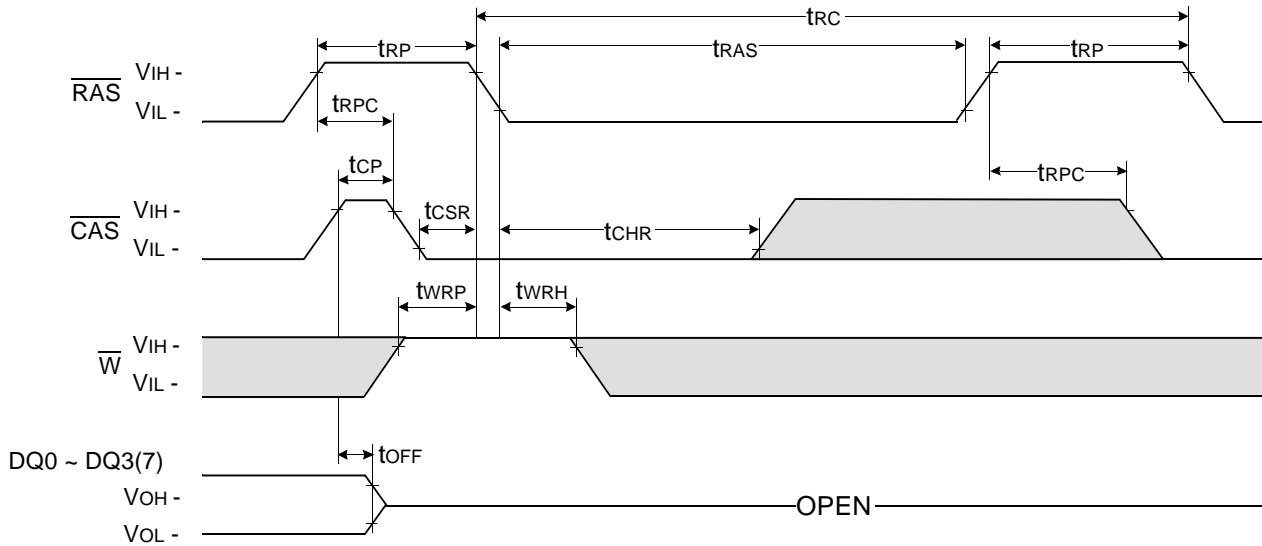 tRC
tRP
tRAS
tRP
RAS
VIH -
VIL -
tRPC
tCP
tRPC
CAS
VIH -
VIL -
tCSR
tCHR
tWRP
tWRH
W
VIH -
VIL -
DQ0 ~ DQ3(7)
tOFF
VOH -
VOL -
OPEN